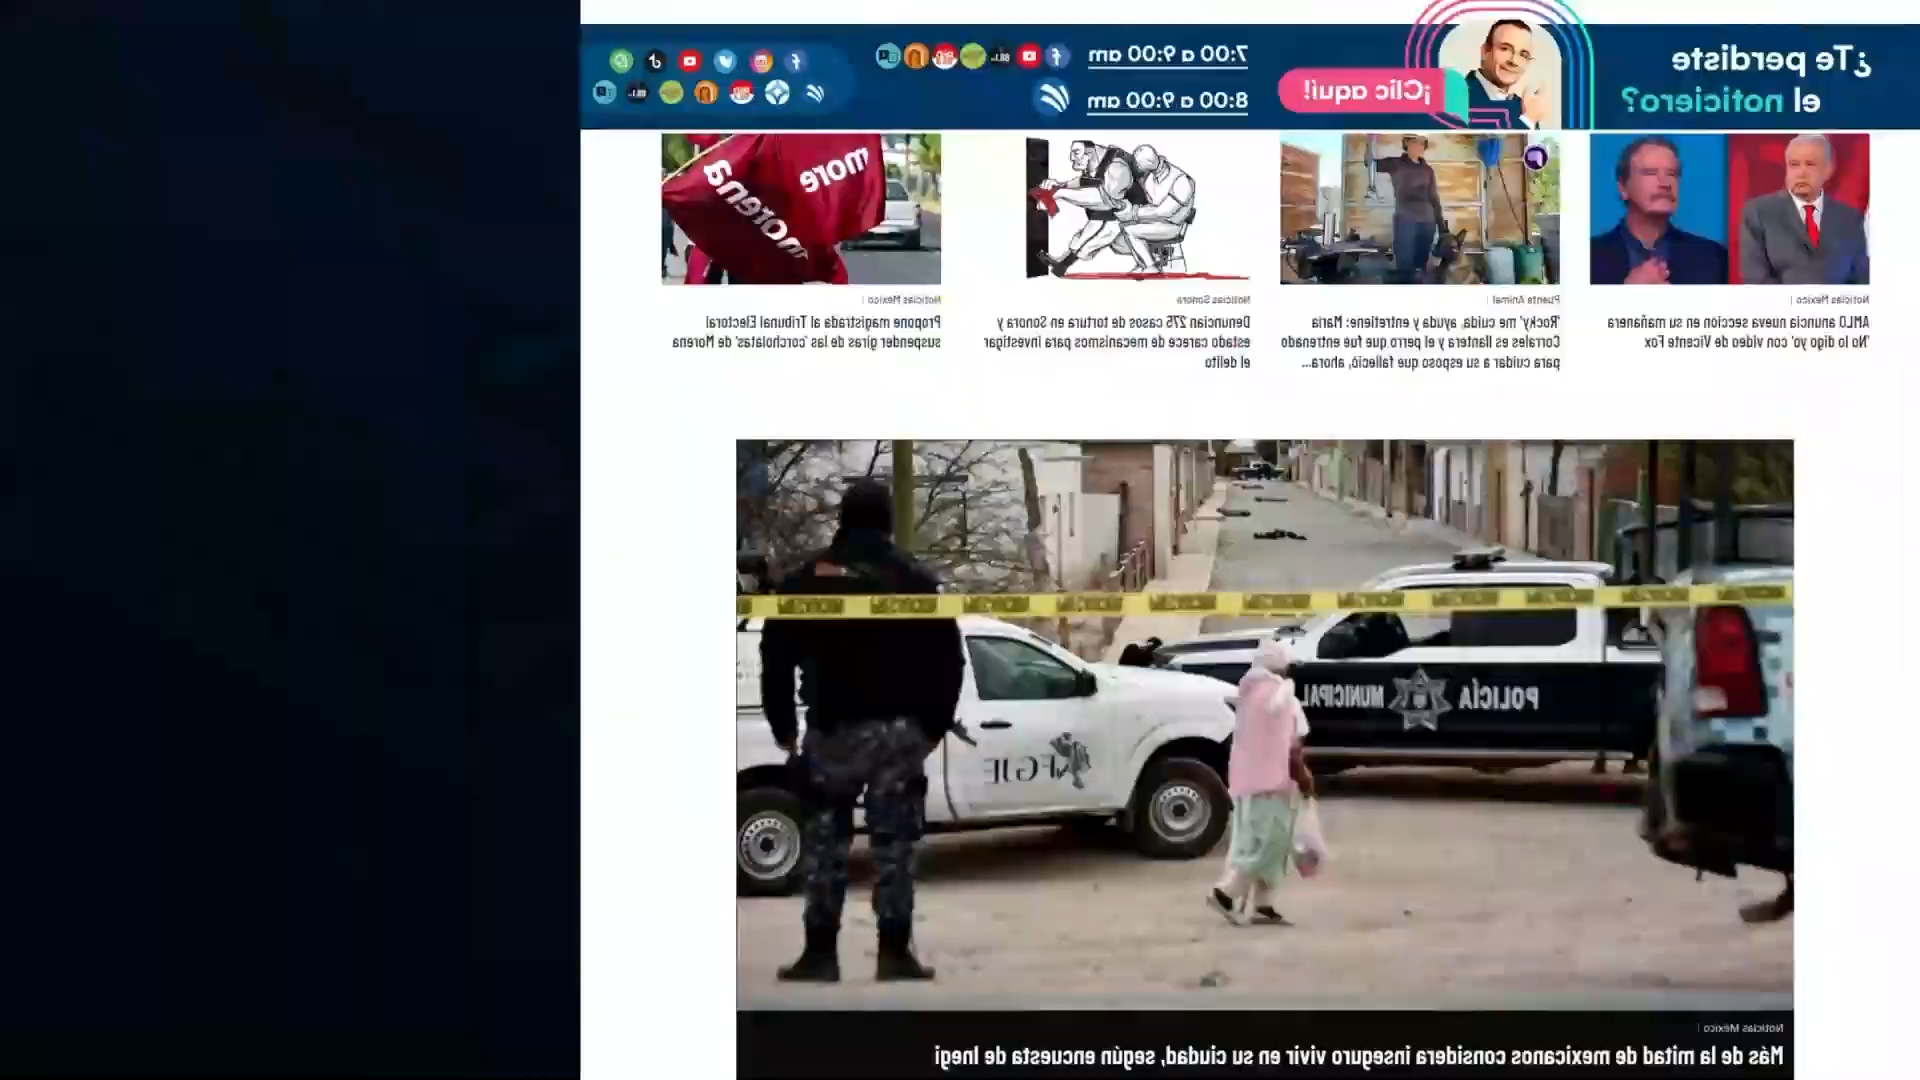 ¿Te perdiste
el noticiero?
¡Clic aquí!
7:00 a 9:00 am
8:00 a 9:00 am
Noticias México |
AMLO anuncia nueva sección en su mañanera
'No lo digo yo' con video de Vicente Fox
Puente Animal |
'Rocky' me cuida, ayuda y entretiene: María
Corrales es llantera y el perro que fue entrenado
para cuidar a su esposo que falleció, ahora...
Noticias Sonora
Denuncian 275 casos de tortura en Sonora y
estado carece de mecanismos para investigar
el delito
more
morena
Noticias México |
Propone magistrada al Tribunal Electoral
suspender giras de las 'corcholatas' de Morena
POLICÍA MUNICIPAL
FGJE
Noticias México |
Más de la mitad de mexicanos considera inseguro vivir en su ciudad, según encuesta de Inegi